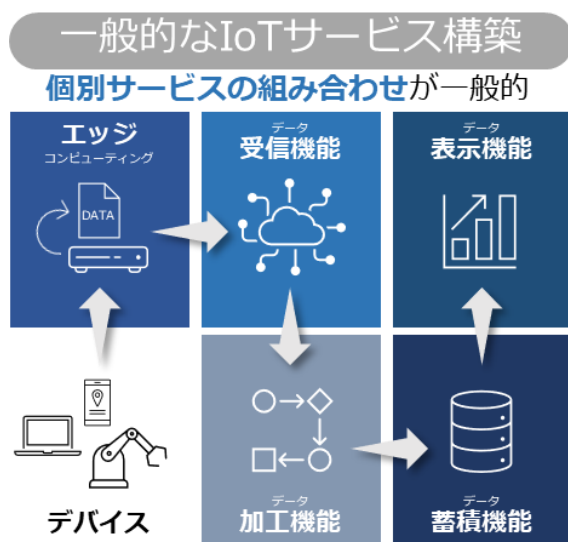 一般的なIoTサービス構築
個別サービスの組み合わせが一般的
エッジ
コンピューティング
DATA
データ
受信機能
データ
表示機能
デバイス
データ
加工機能
データ
蓄積機能